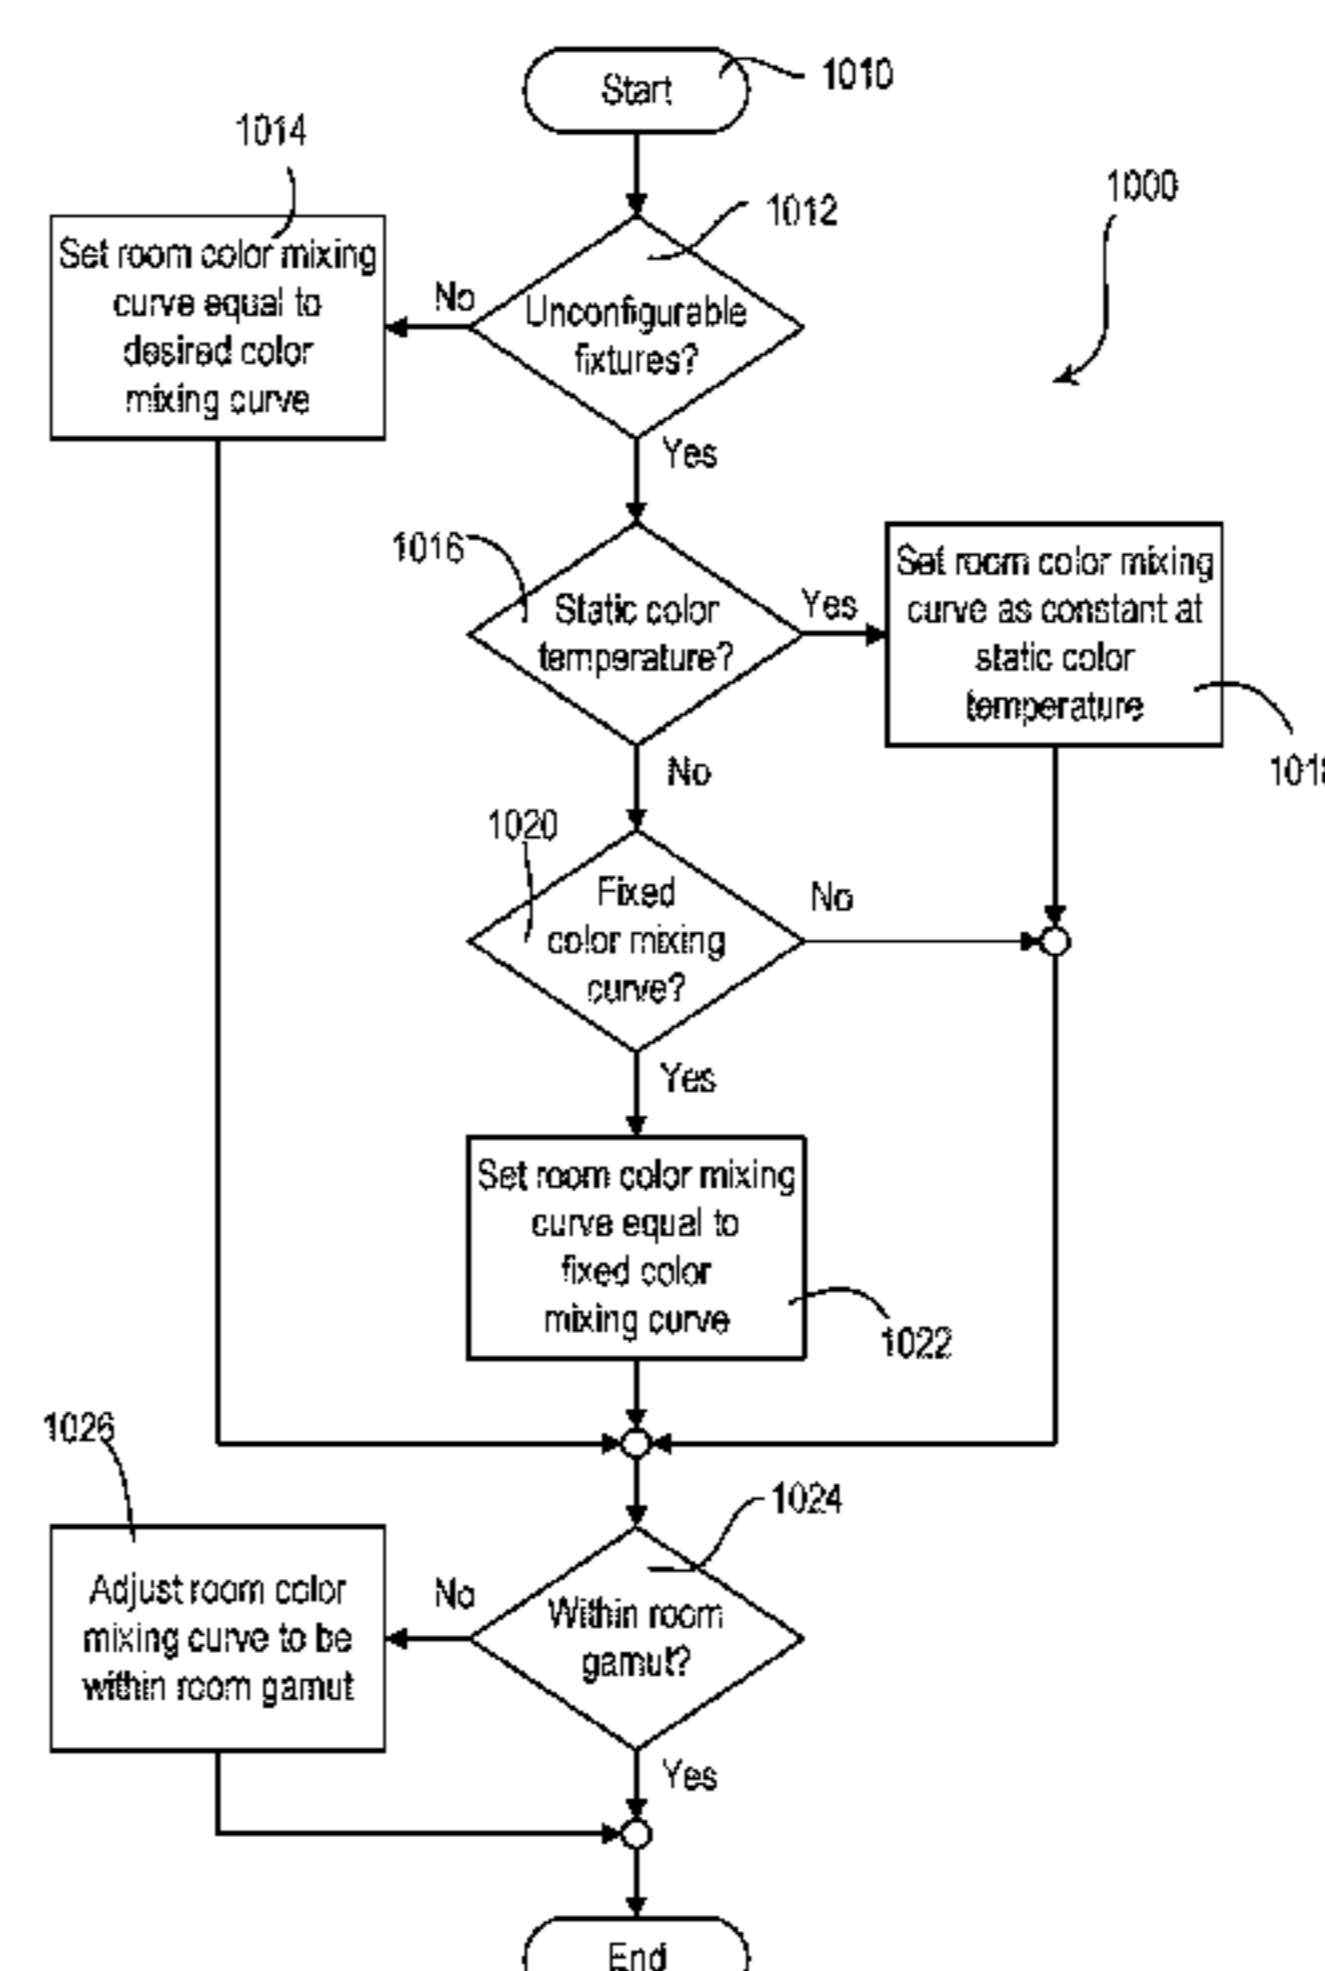 Start
1010
1014
1000
1012
Set room color mixing
curve equal to
desired color
mixing curve
No
Unconfigurable
fixtures?
Yes
1016
Static color
temperature?
Yes
Set room color mixing
curve as constant at
static color
temperature
No
1020
Fixed
color mixing
curve?
No
Yes
Set room color mixing
curve equal to
fixed color
mixing curve
1022
1026
1024
Adjust room color
mixing curve to be
within room gamut
No
Within room
gamut?
Yes
End